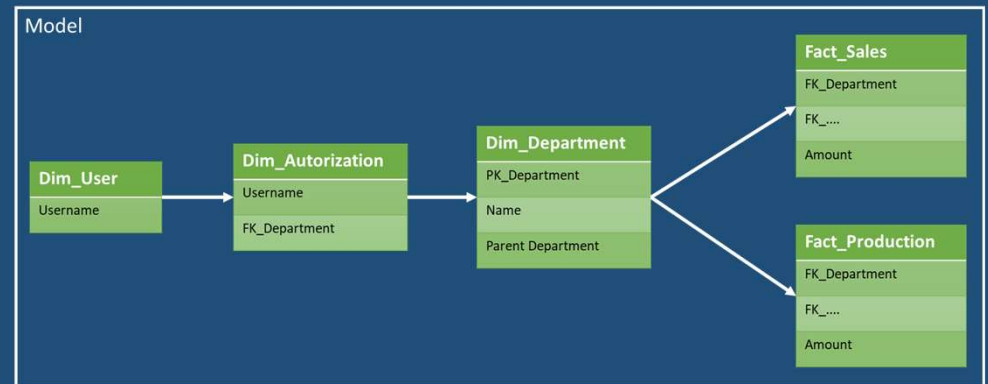 Model
Dim_User
Username
Dim_Autorization
Username
FK_Department
Dim_Department
PK_Department
Name
Parent Department
Fact_Sales
FK_Department
FK_....
Amount
Fact_Production
FK_Department
FK_....
Amount